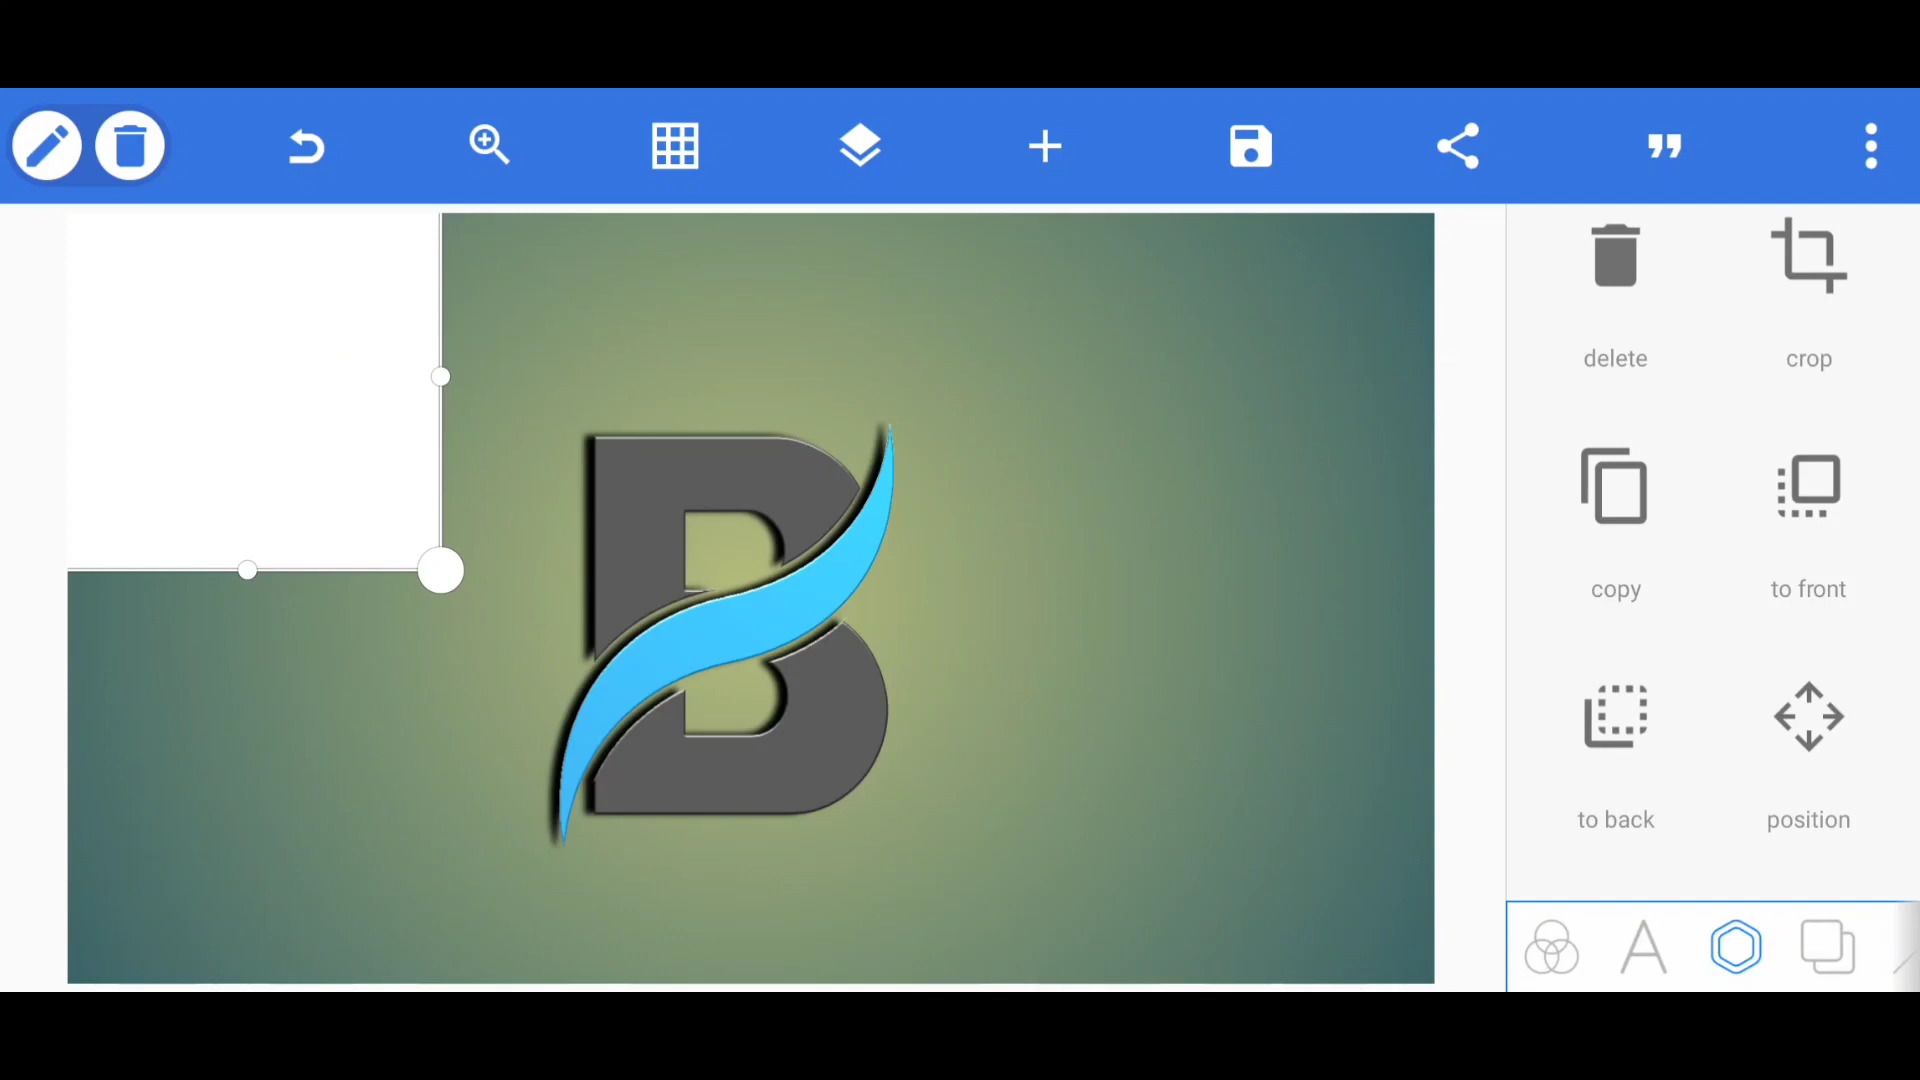 B
delete
crop
copy
to front
to back
position